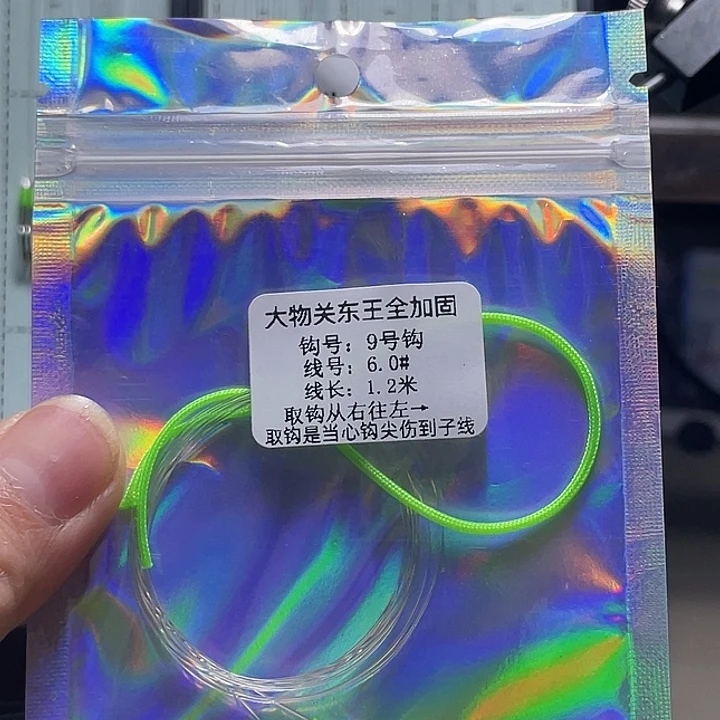 大物关东王全加固
钩号：9号钩
线号：6.0#
线长：1.2米
取钩从右往左→
取钩是当心钩尖伤到子线